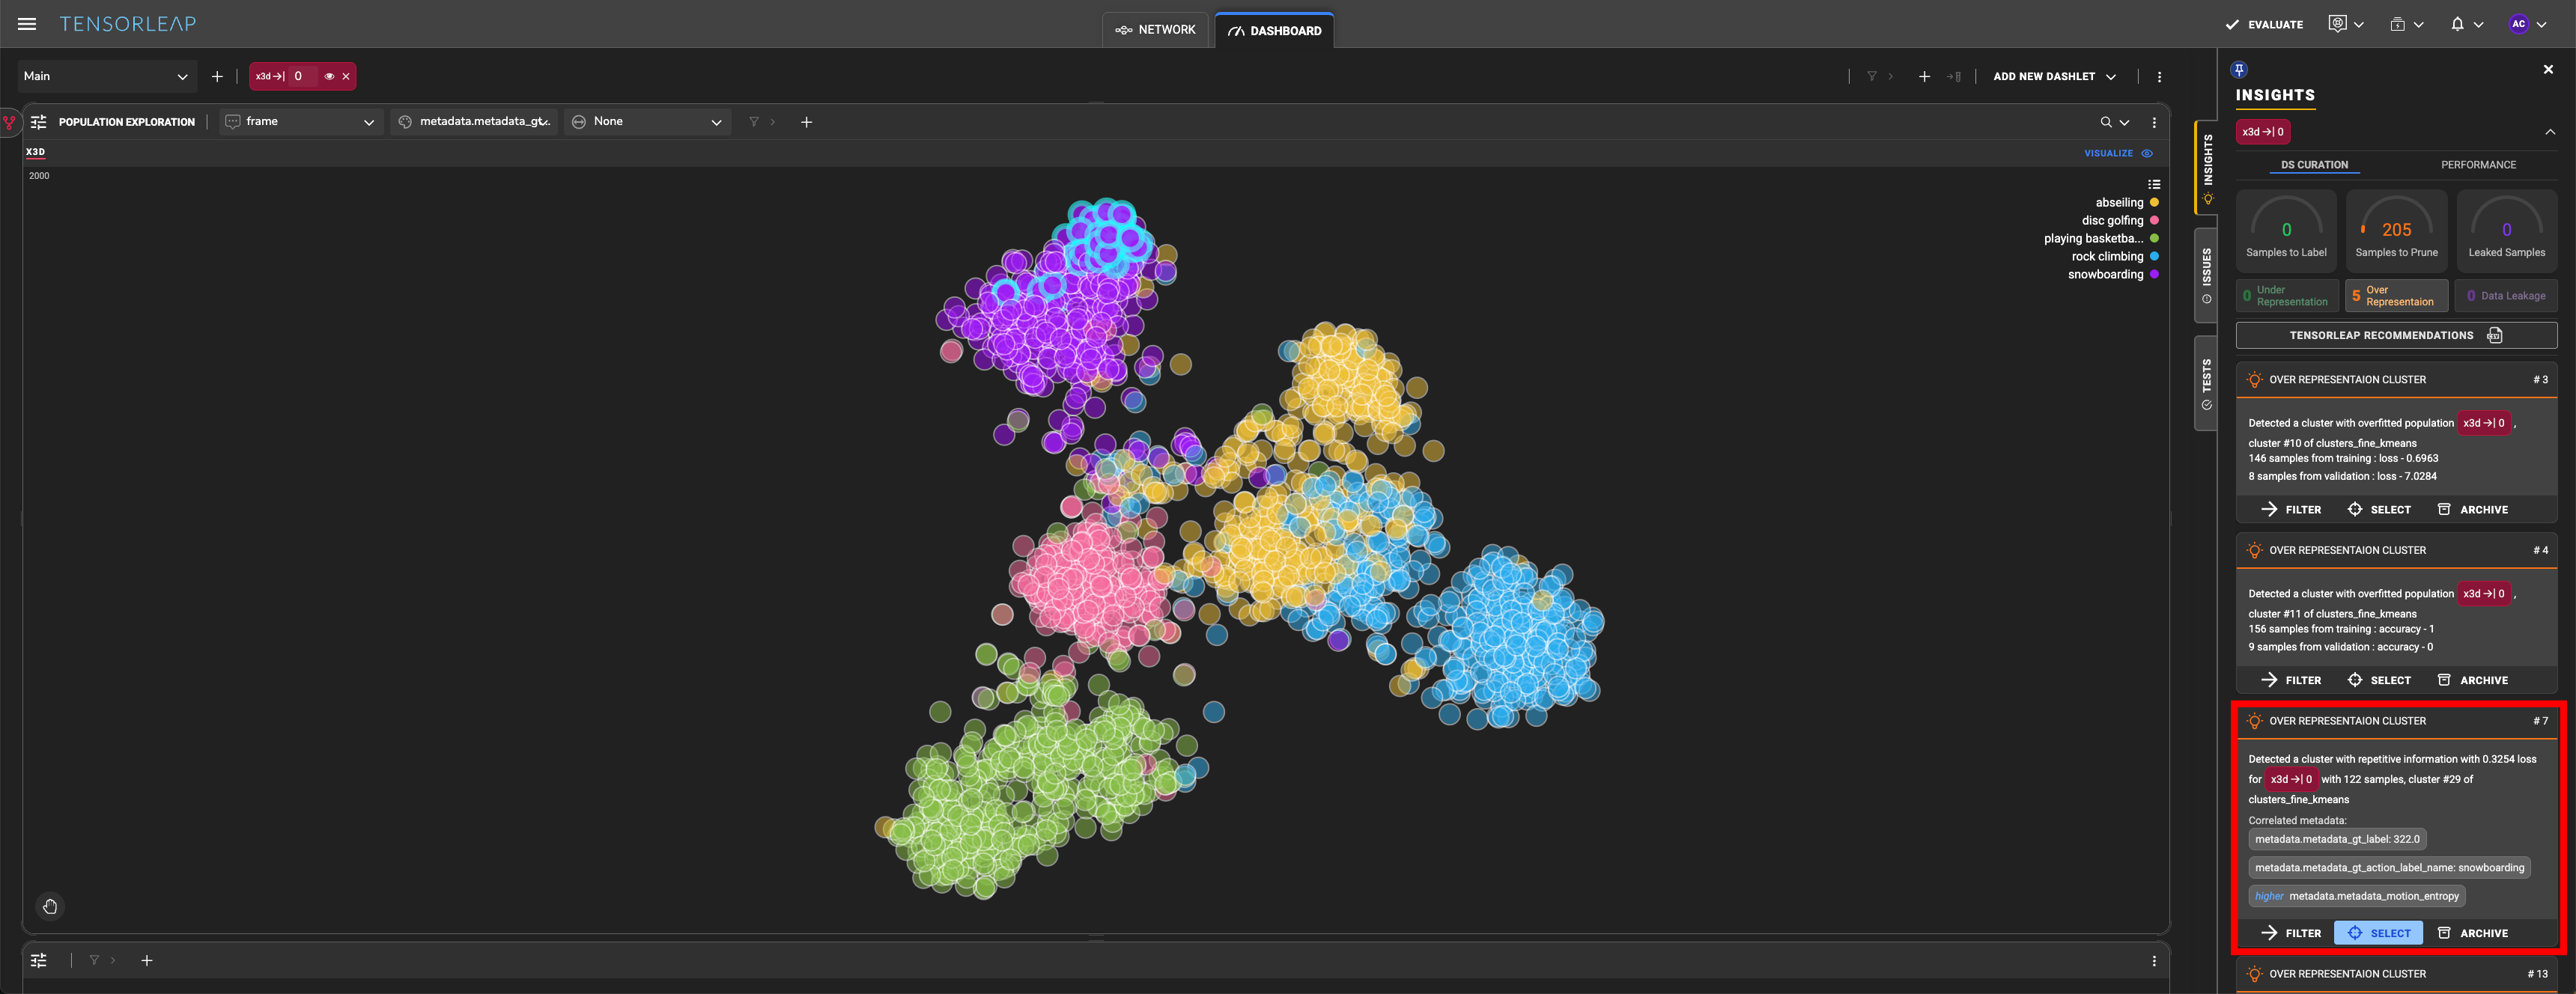 TENSORLEAP
NETWORK
DASHBOARD
EVALUATE
AC
Main
x3d 0
ADD NEW DASHLET
POPULATION EXPLORATION
frame
metadata.metadata_gt..
None
X3D
VISUALIZE
2000
abseiling
disc golfing
playing basketba...
rock climbing
snowboarding
INSIGHTS
ISSUES
TESTS
INSIGHTS
x3d 0
DS CURATION
PERFORMANCE
0
Samples to Label
205
Samples to Prune
0
Leaked Samples
0 Under Representation
5 Over Representaion
0 Data Leakage
TENSORLEAP RECOMMENDATIONS
OVER REPRESENTAION CLUSTER # 3
Detected a cluster with overfitted population x3d 0 ,
cluster #10 of clusters_fine_kmeans
146 samples from training : loss - 0.6963
8 samples from validation : loss - 7.0284
FILTER SELECT ARCHIVE
OVER REPRESENTAION CLUSTER # 4
Detected a cluster with overfitted population x3d 0 ,
cluster #11 of clusters_fine_kmeans
156 samples from training : accuracy - 1
9 samples from validation : accuracy - 0
FILTER SELECT ARCHIVE
OVER REPRESENTAION CLUSTER # 7
Detected a cluster with repetitive information with 0.3254 loss
for x3d 0 with 122 samples, cluster #29 of
clusters_fine_kmeans
Correlated metadata:
metadata.metadata_gt_label: 322.0
metadata.metadata_gt_action_label_name: snowboarding
higher metadata.metadata_motion_entropy
FILTER SELECT ARCHIVE
OVER REPRESENTAION CLUSTER # 13